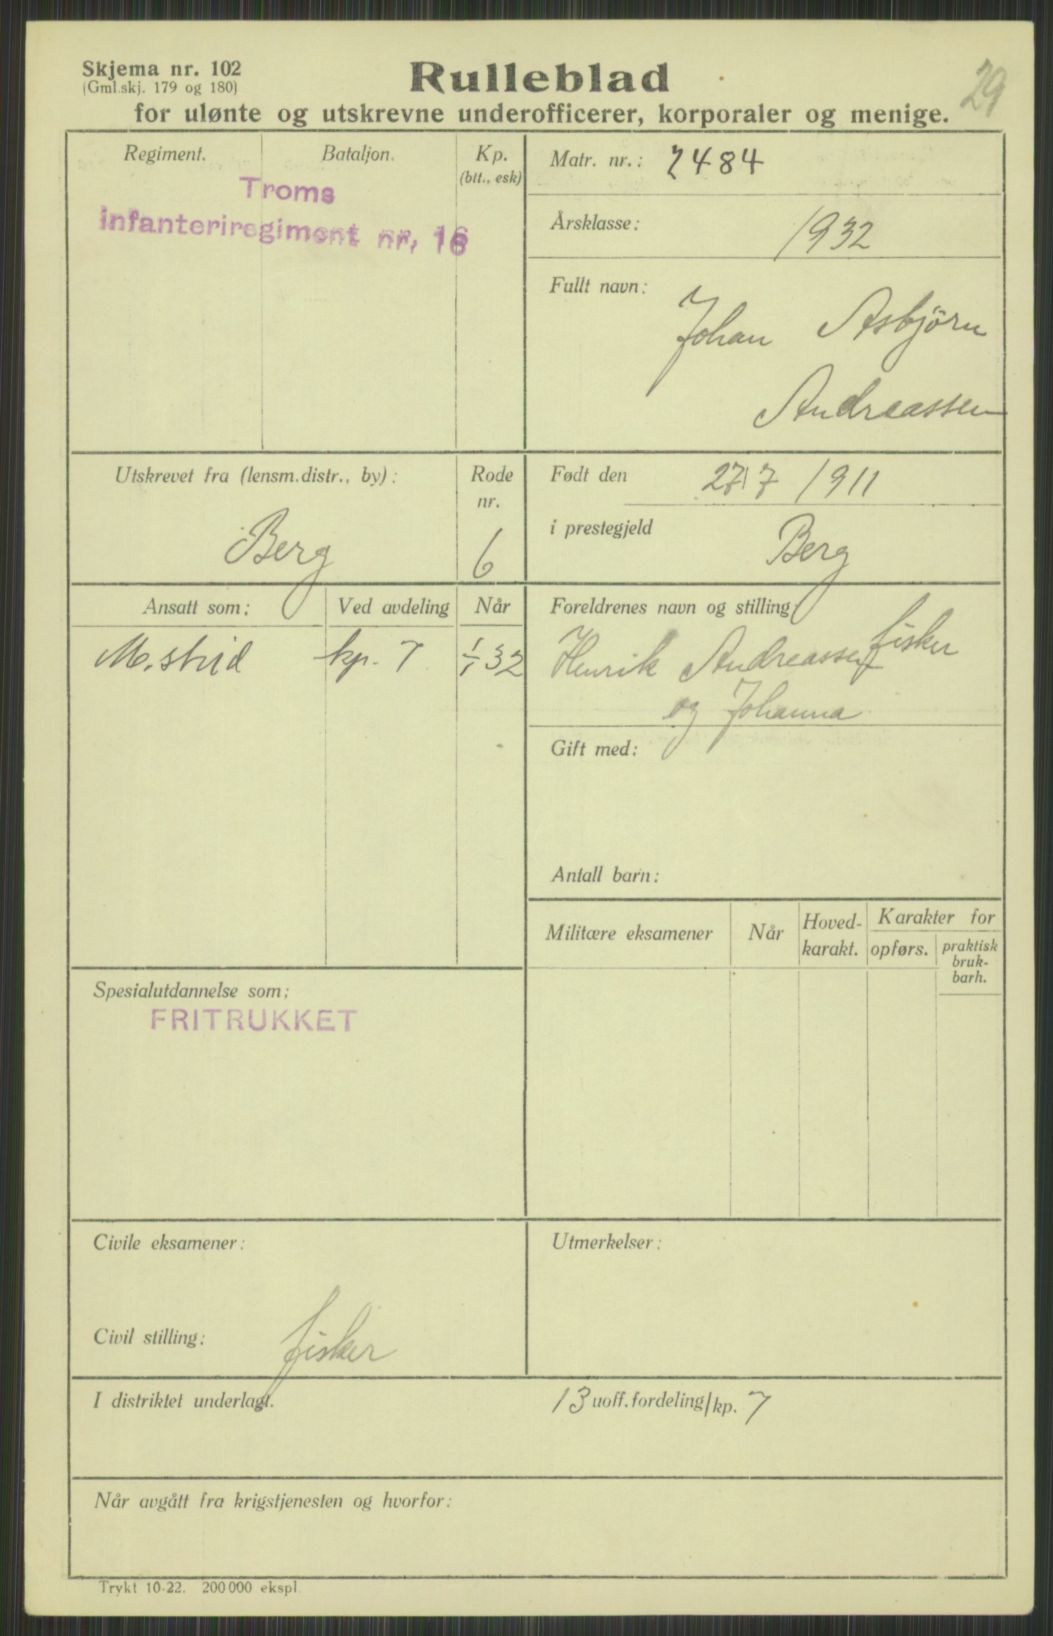 Skjema nr. 102
(Gml.skj. 179 og 180)
Rulleblad
29
for ulønte og utskrevne underofficerer, korporaler og menige.
Regiment.
Bataljon.
Kp.
(btt., esk)
Troms
infanteriregiment nr. 16
Matr. nr.: 7484
Årsklasse: 1932
Fullt navn:
Johan Asbjörn
Andreassen
Utskrevet fra (lensm.distr., by):
Rode
nr.
Berg
6
Født den 27/7 1911
i prestegjeld Berg
Ansatt som:
Ved avdeling
Når
M. strid
kp. 7
1/1 32
Foreldrenes navn og stilling
Henrik Andreassen fisker
og Johanna
Gift med:
Antall barn:
Militære eksamener
Når
Hoved-
karakt.
Karakter for
opførs.
praktisk
bruk-
barh.
Spesialutdannelse som:
FRITRUKKET
Civile eksamener:
Civil stilling: fisker
Utmerkelser:
I distriktet underlagt.
13 uoff.fordeling/kp. 7
Når avgått fra krigstjenesten og hvorfor:
Trykt 10-22. 200 000 ekspl.